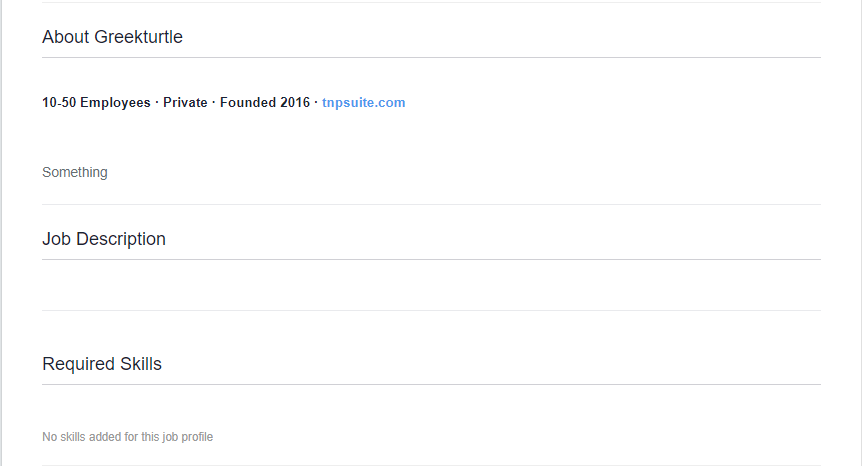 About Greekturtle
10-50 Employees · Private · Founded 2016 · tnpsuite.com
Something
Job Description
Required Skills
No skills added for this job profile